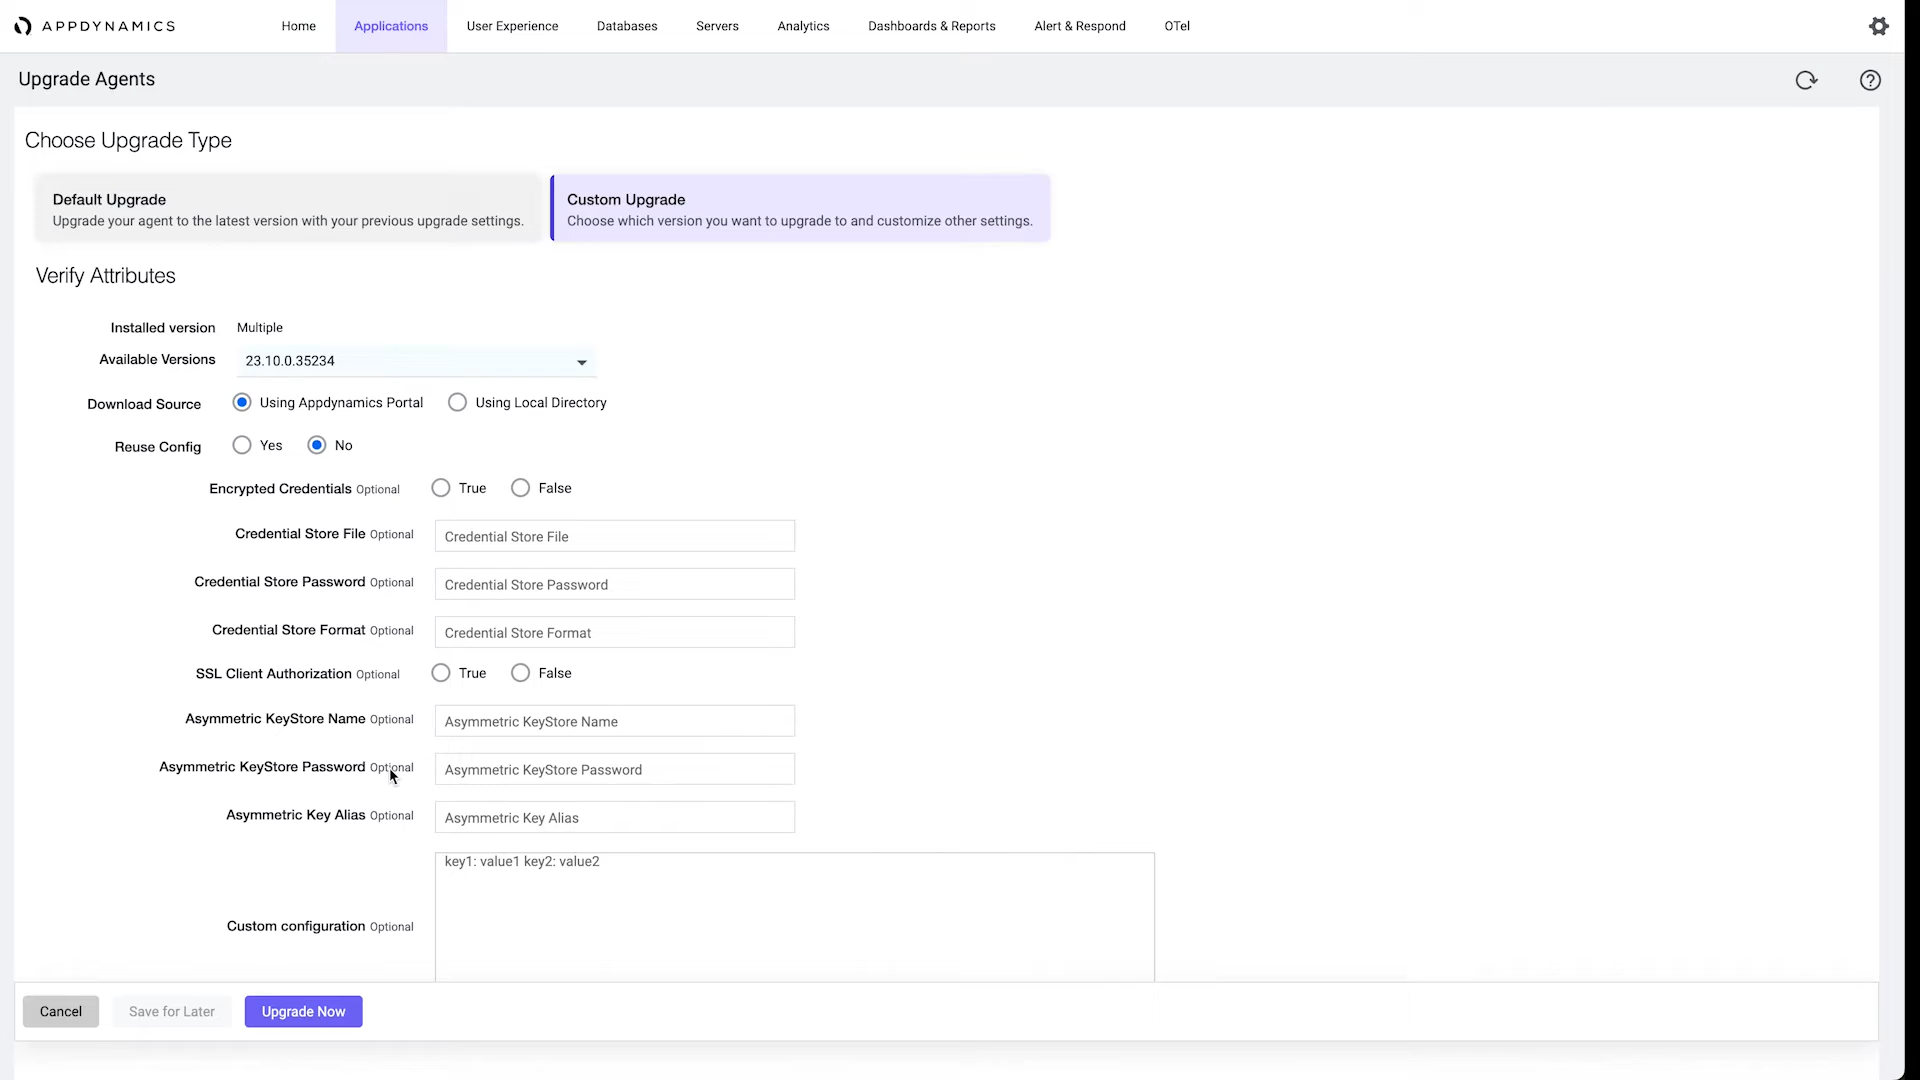 APPDYNAMICS
Home
Applications
User Experience
Databases
Servers
Analytics
Dashboards & Reports
Alert & Respond
OTel
Upgrade Agents
Choose Upgrade Type
Default Upgrade
Upgrade your agent to the latest version with your previous upgrade settings.
Custom Upgrade
Choose which version you want to upgrade to and customize other settings.
Verify Attributes
Installed version Multiple
Available Versions 23.10.0.35234
Download Source Using Appdynamics Portal Using Local Directory
Reuse Config Yes No
Encrypted Credentials Optional True False
Credential Store File Optional Credential Store File
Credential Store Password Optional Credential Store Password
Credential Store Format Optional Credential Store Format
SSL Client Authorization Optional True False
Asymmetric KeyStore Name Optional Asymmetric KeyStore Name
Asymmetric KeyStore Password Optional Asymmetric KeyStore Password
Asymmetric Key Alias Optional Asymmetric Key Alias
key1: value1 key2: value2
Custom configuration Optional
Cancel
Save for Later
Upgrade Now